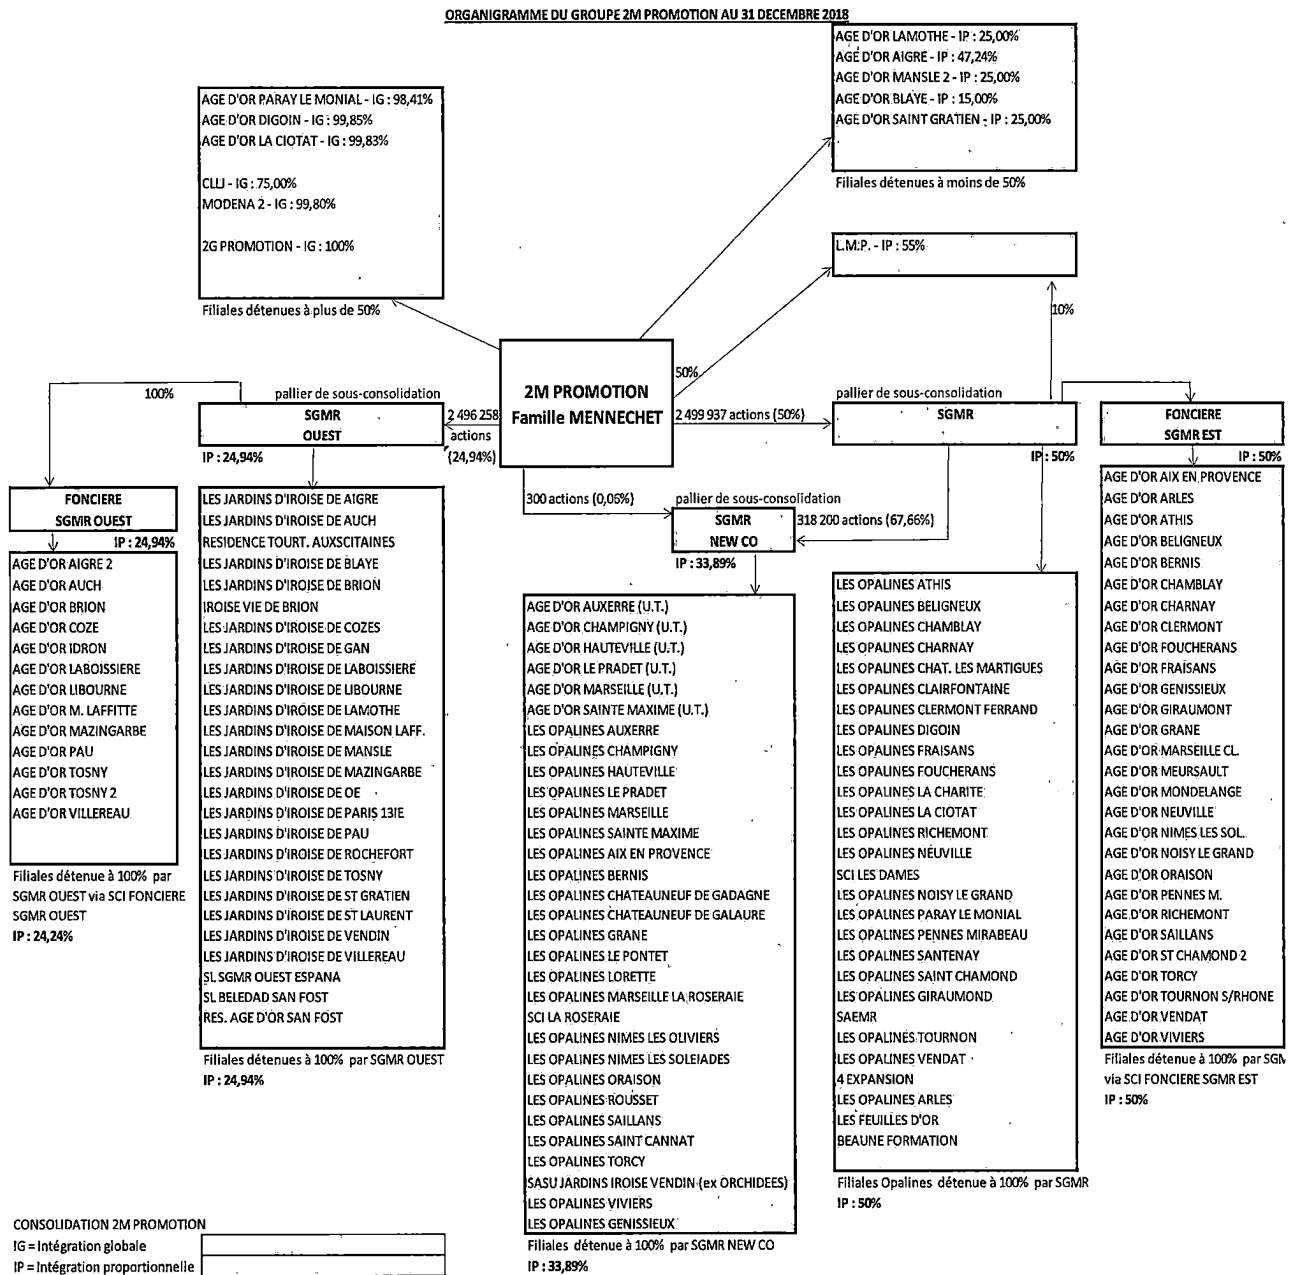 ORGANIGRAMME DU GROUPE 2M PROMOTION AU 31 DECEMBRE 2018
AGE D'OR LAMOTHE - IP : 25,00%
AGE D'OR AIGRE - IP : 47,24%
AGE D'OR MANSLE 2 - IP : 25,00%
AGE D'OR BLAYE - IP : 15,00%
AGE D'OR SAINT GRATIEN - IP : 25,00%
Filiales détenues à moins de 50%
AGE D'OR PARAY LE MONIAL - IG : 98,41%
AGE D'OR DIGOIN - IG : 99,85%
AGE D'OR LA CIOTAT - IG : 99,83%
CLUJ - IG : 75,00%
MODENA 2 - IG : 99,80%
2G PROMOTION - IG : 100%
Filiales détenues à plus de 50%
L.M.P. - IP : 55%
10%
50%
2M PROMOTION
Famille MENNECHET
100%
pallier de sous-consolidation
SGMR
OUEST
IP : 24,94%
2 496 258
actions
(24,94%)
2 499 937 actions (50%)
pallier de sous-consolidation
SGMR
IP : 50%
FONCIERE
SGMR EST
IP : 50%
300 actions (0,06%)
pallier de sous-consolidation
SGMR
NEW CO
318 200 actions (67,66%)
IP : 33,89%
FONCIERE
SGMR OUEST
IP : 24,94%
AGE D'OR AIGRE 2
AGE D'OR AUCH
AGE D'OR BRION
AGE D'OR COZE
AGE D'OR IDRON
AGE D'OR LABOISSIERE
AGE D'OR LIBOURNE
AGE D'OR M. LAFFITTE
AGE D'OR MAZINGARBE
AGE D'OR PAU
AGE D'OR TOSNY
AGE D'OR TOSNY 2
AGE D'OR VILLEREAU
Filiales détenue à 100% par
SGMR OUEST via SCI FONCIERE
SGMR OUEST
IP : 24,24%
LES JARDINS D'IROISE DE AIGRE
LES JARDINS D'IROISE DE AUCH
RESIDENCE TOURT. AUXSCITAINES
LES JARDINS D'IROISE DE BLAYE
LES JARDINS D'IROISE DE BRION
IROISE VIE DE BRION
LES JARDINS D'IROISE DE COZES
LES JARDINS D'IROISE DE GAN
LES JARDINS D'IROISE DE LABOISSIERE
LES JARDINS D'IROISE DE LIBOURNE
LES JARDINS D'IROISE DE LAMOTHE
LES JARDINS D'IROISE DE MAISON LAFF.
LES JARDINS D'IROISE DE MANSLE
LES JARDINS D'IROISE DE MAZINGARBE
LES JARDINS D'IROISE DE OE
LES JARDINS D'IROISE DE PARIS 13IE
LES JARDINS D'IROISE DE PAU
LES JARDINS D'IROISE DE ROCHEFORT
LES JARDINS D'IROISE DE TOSNY
LES JARDINS D'IROISE DE ST GRATIEN
LES JARDINS D'IROISE DE ST LAURENT
LES JARDINS D'IROISE DE VENDIN
LES JARDINS D'IROISE DE VILLEREAU
SL SGMR OUEST ESPANA
SL BELEDAD SAN FOST
RES. AGE D'OR SAN FOST
Filiales détenues à 100% par SGMR OUEST
IP : 24,94%
AGE D'OR AUXERRE (U.T.)
AGE D'OR CHAMPIGNY (U.T.)
AGE D'OR HAUTEVILLE (U.T.)
AGE D'OR LE PRADET (U.T.)
AGE D'OR MARSEILLE (U.T.)
AGE D'OR SAINTE MAXIME (U.T.)
LES OPALINES AUXERRE
LES OPALINES CHAMPIGNY
LES OPALINES HAUTEVILLE
LES OPALINES LE PRADET
LES OPALINES MARSEILLE
LES OPALINES SAINTE MAXIME
LES OPALINES AIX EN PROVENCE
LES OPALINES BERNIS
LES OPALINES CHATEAUNEUF DE GADAGNE
LES OPALINES CHATEAUNEUF DE GALAURE
LES OPALINES GRANE
LES OPALINES LE PONTET
LES OPALINES LORETTE
LES OPALINES MARSEILLE LA ROSERAIE
SCI LA ROSERAIE
LES OPALINES NIMES LES OLIVIERS
LES OPALINES NIMES LES SOLEIADES
LES OPALINES ORAISON
LES OPALINES ROUSSET
LES OPALINES SAILLANS
LES OPALINES SAINT CANNAT
LES OPALINES TORCY
SASU JARDINS IROISE VENDIN (ex ORCHIDEES)
LES OPALINES VIVIERS
LES OPALINES GENISSIEUX
Filiales détenue à 100% par SGMR NEW CO
IP : 33,89%
LES OPALINES ATHIS
LES OPALINES BELIGNEUX
LES OPALINES CHAMBLAY
LES OPALINES CHARNAY
LES OPALINES CHAT. LES MARTIGUES
LES OPALINES CLAIRFONTAINE
LES OPALINES CLERMONT FERRAND
LES OPALINES DIGOIN
LES OPALINES FRAISANS
LES OPALINES FOUCHERANS
LES OPALINES LA CHARITE
LES OPALINES LA CIOTAT
LES OPALINES RICHEMONT
LES OPALINES NEUVILLE
SCI LES DAMES
LES OPALINES NOISY LE GRAND
LES OPALINES PARAY LE MONIAL
LES OPALINES PENNES MIRABEAU
LES OPALINES SANTENAY
LES OPALINES SAINT CHAMOND
LES OPALINES GIRAUMOND
SAEMR
LES OPALINES TOURNON
LES OPALINES VENDAT
4 EXPANSION
LES OPALINES ARLES
LES FEUILLES D'OR
BEAUNE FORMATION
Filiales Opalines détenue à 100% par SGMR
IP : 50%
AGE D'OR AIX EN PROVENCE
AGE D'OR ARLES
AGE D'OR ATHIS
AGE D'OR BELIGNEUX
AGE D'OR BERNIS
AGE D'OR CHAMBLAY
AGE D'OR CHARNAY
AGE D'OR CLERMONT
AGE D'OR FOUCHERANS
AGE D'OR FRAISANS
AGE D'OR GENISSIEUX
AGE D'OR GIRAUMONT
AGE D'OR GRANE
AGE D'OR MARSEILLE CL.
AGE D'OR MEURSAULT
AGE D'OR MONDELANGE
AGE D'OR NEUVILLE
AGE D'OR NIMES LES SOL.
AGE D'OR NOISY LE GRAND
AGE D'OR ORAISON
AGE D'OR PENNES M.
AGE D'OR RICHEMONT
AGE D'OR SAILLANS
AGE D'OR ST CHAMOND 2
AGE D'OR TORCY
AGE D'OR TOURNON S/RHONE
AGE D'OR VENDAT
AGE D'OR VIVIERS
Filiales détenue à 100% par SGM
via SCI FONCIERE SGMR EST
IP : 50%
CONSOLIDATION 2M PROMOTION
IG = Intégration globale
IP = Intégration proportionnelle